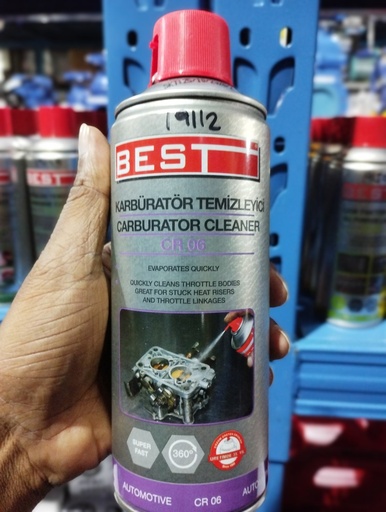 19112
BEST
KARBÜRATÖR TEMİZLEYİCİ
CARBURATOR CLEANER
CR 06
EVAPORATES QUICKLY
QUICKLY CLEANS THROTTLE BODIES
GREAT FOR STUCK HEAT RISERS
AND THROTTLE LINKAGES
SUPER
FAST
360°
AUTOMOTIVE CR 06 AUTO